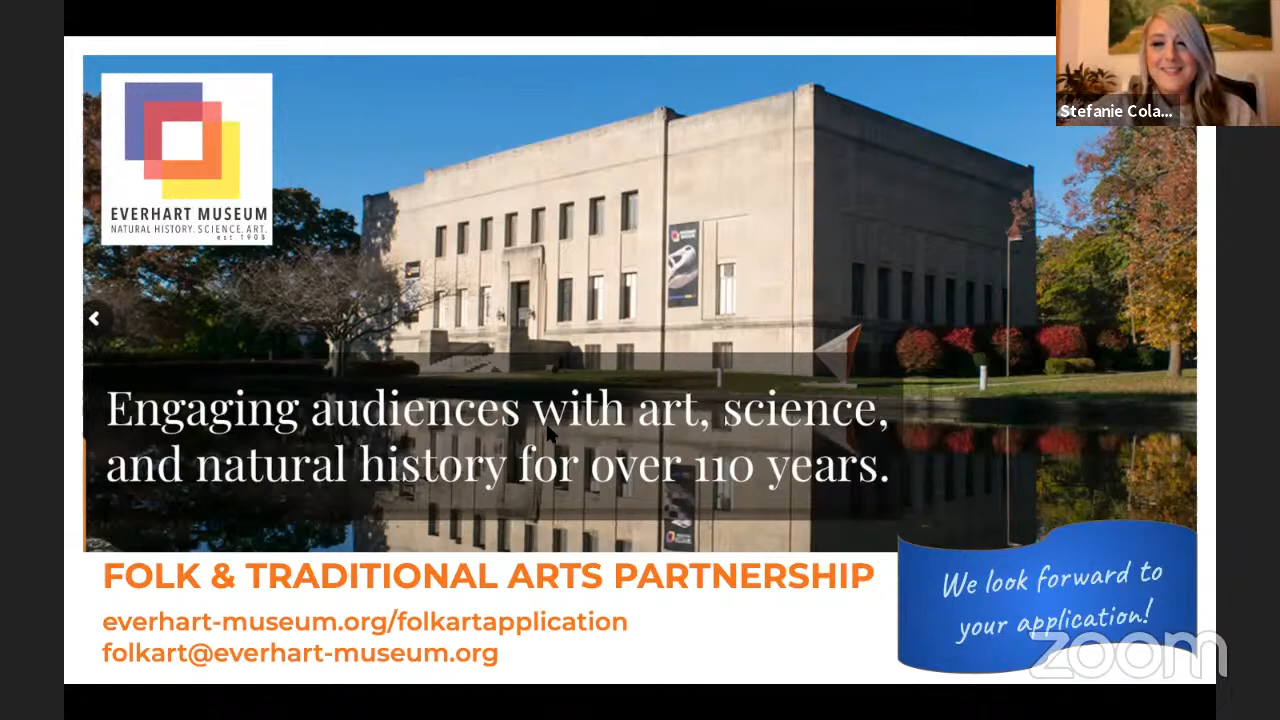 Stefanie Cola...
EVERHART MUSEUM
NATURAL HISTORY. SCIENCE. ART.
est 1908
Engaging audiences with art, science,
and natural history for over 110 years.
FOLK & TRADITIONAL ARTS PARTNERSHIP
everhart-museum.org/folkartapplication
folkart@everhart-museum.org
We look forward to
your application!
zoom